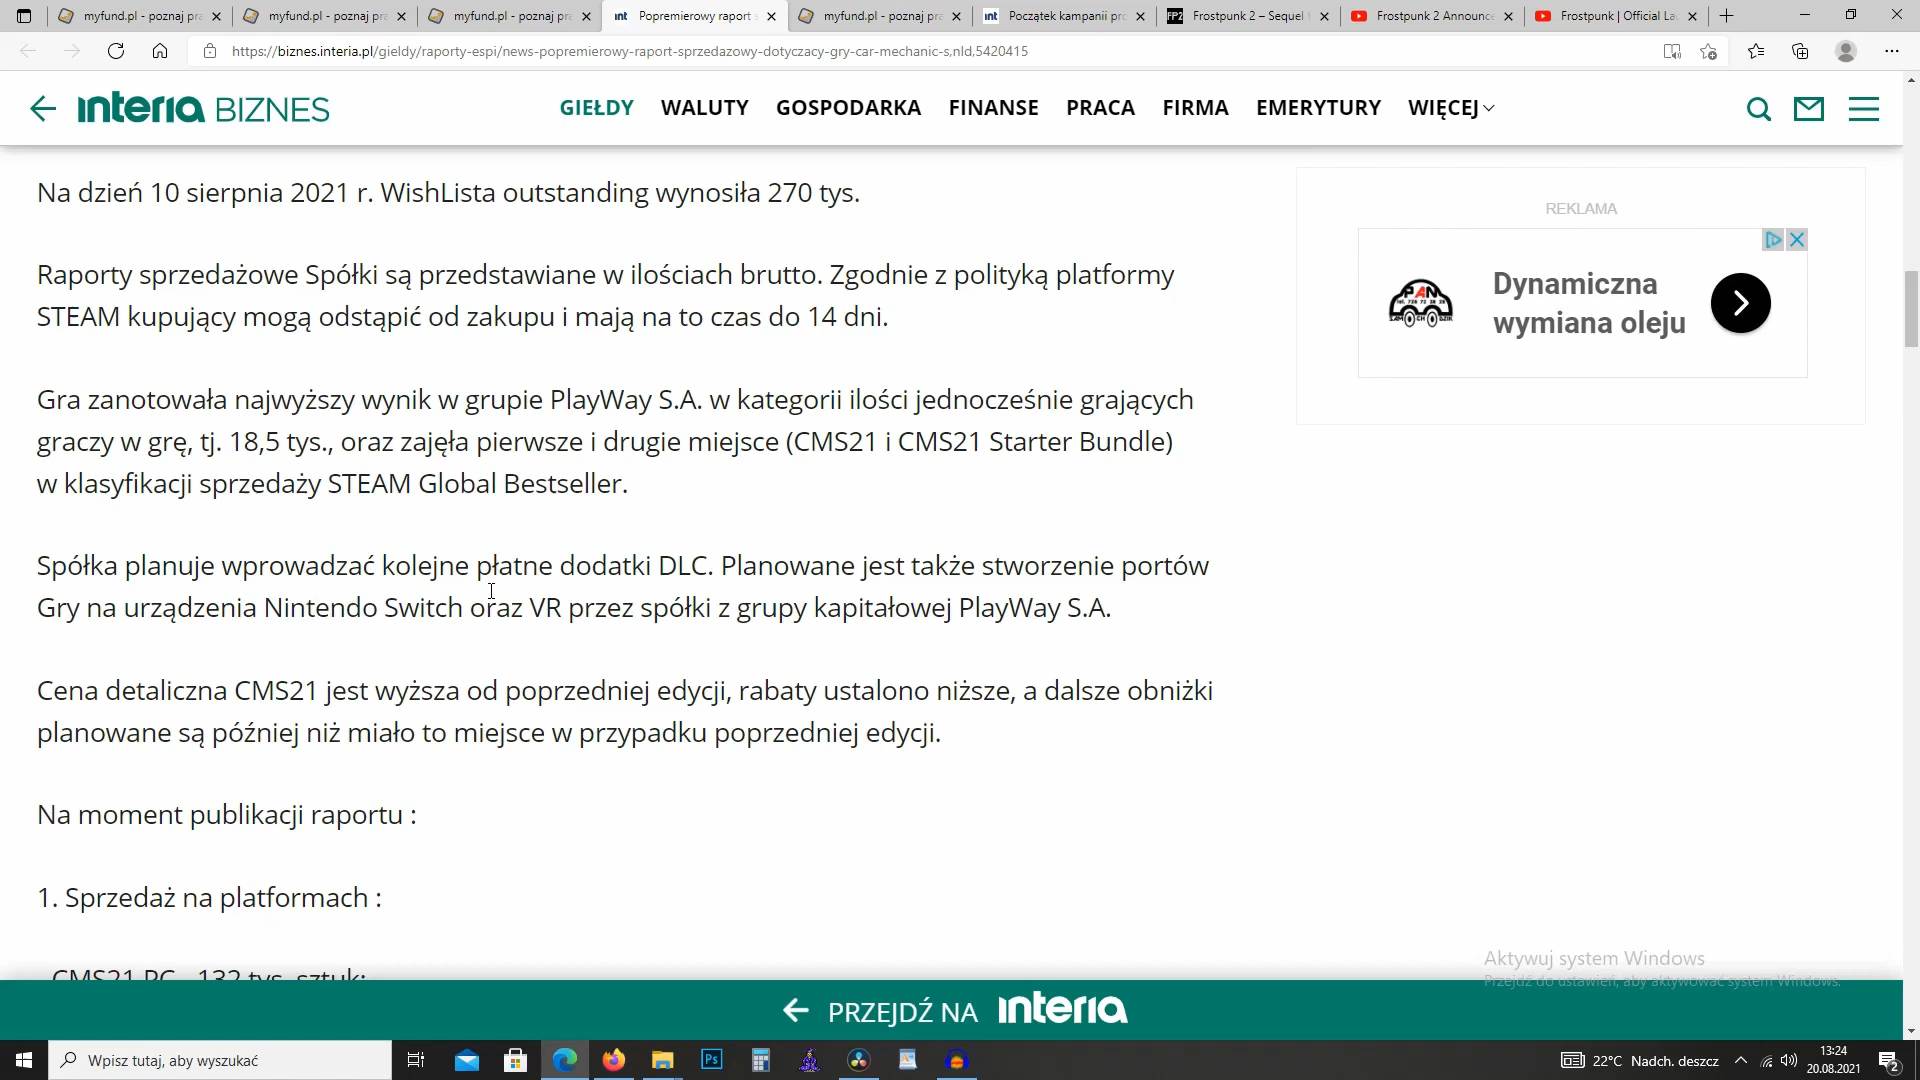 myfund.pl - poznaj pra
myfund.pl - poznaj pra
myfund.pl - poznaj pra
int Popremierowy raport s
myfund.pl - poznaj pra
int Początek kampanii pro
FP2 Frostpunk 2 – Sequel t
Frostpunk 2 Announce
Frostpunk | Official La
https://biznes.interia.pl/gieldy/raporty-espi/news-popremierowy-raport-sprzedazowy-dotyczacy-gry-car-mechanic-s,nld,5420415
interia BIZNES
GIEŁDY WALUTY GOSPODARKA FINANSE PRACA FIRMA EMERYTURY WIĘCEJ
Na dzień 10 sierpnia 2021 r. WishLista outstanding wynosiła 270 tys.
REKLAMA
Dynamiczna
wymiana oleju
PAM
Raporty sprzedażowe Spółki są przedstawiane w ilościach brutto. Zgodnie z polityką platformy
STEAM kupujący mogą odstąpić od zakupu i mają na to czas do 14 dni.
Gra zanotowała najwyższy wynik w grupie PlayWay S.A. w kategorii ilości jednocześnie grających
graczy w grę, tj. 18,5 tys., oraz zajęła pierwsze i drugie miejsce (CMS21 i CMS21 Starter Bundle)
w klasyfikacji sprzedaży STEAM Global Bestseller.
Spółka planuje wprowadzać kolejne płatne dodatki DLC. Planowane jest także stworzenie portów
Gry na urządzenia Nintendo Switch oraz VR przez spółki z grupy kapitałowej PlayWay S.A.
Cena detaliczna CMS21 jest wyższa od poprzedniej edycji, rabaty ustalono niższe, a dalsze obniżki
planowane są później niż miało to miejsce w przypadku poprzedniej edycji.
Na moment publikacji raportu :
1. Sprzedaż na platformach :
- CMS21 PC - 132 tys. sztuk;
Aktywuj system Windows
Przejdź do ustawień, aby aktywować system Windows.
PRZEJDŹ NA interia
Wpisz tutaj, aby wyszukać
Ps
22°C Nadch. deszcz
13:24
20.08.2021
2